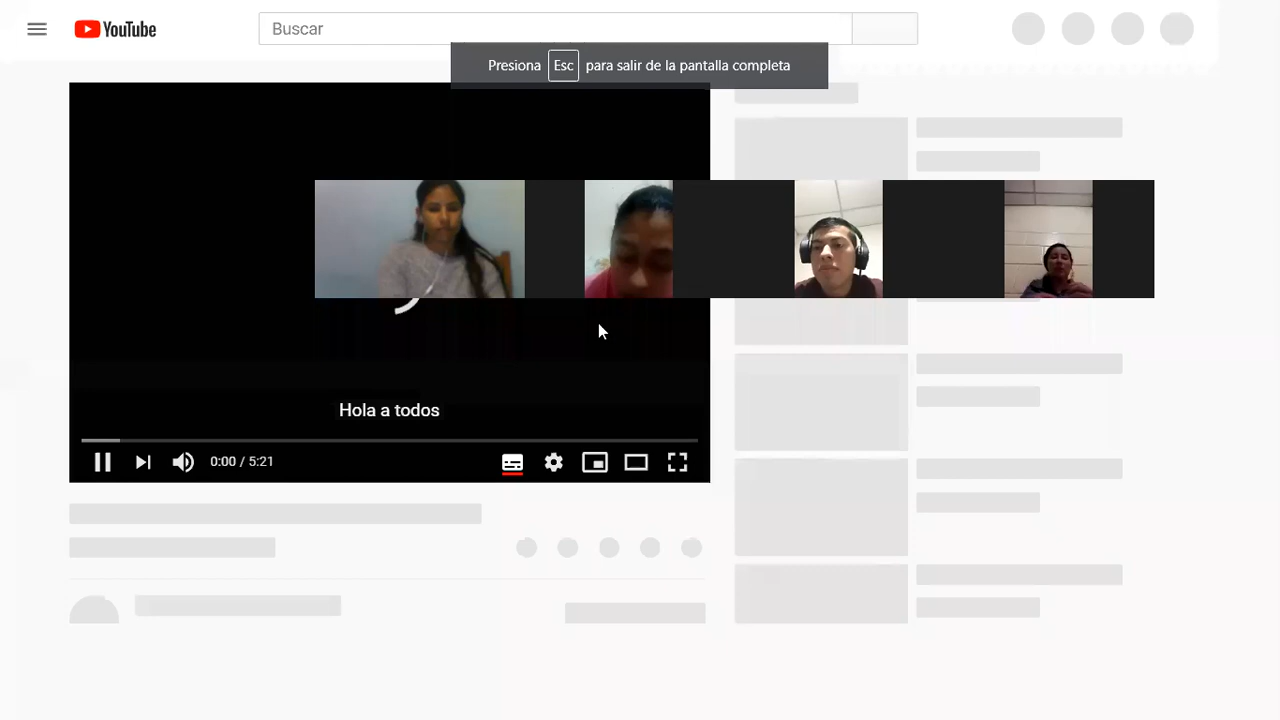 YouTube
Buscar
Presiona Esc para salir de la pantalla completa
Hola a todos
0:00 / 5:21